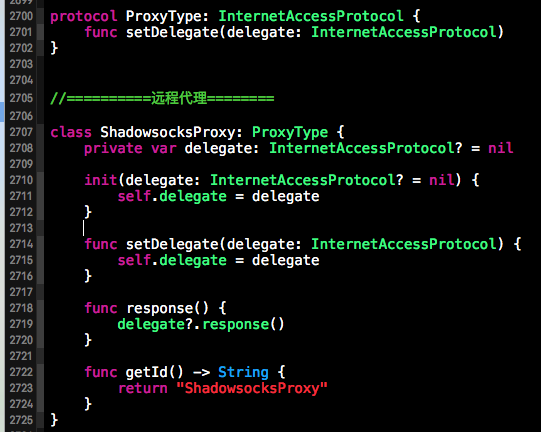 2700 protocol ProxyType: InternetAccessProtocol {
2701     func setDelegate(delegate: InternetAccessProtocol)
2702 }
2703
2704
2705 //==========远程代理========
2706
2707 class ShadowsocksProxy: ProxyType {
2708     private var delegate: InternetAccessProtocol? = nil
2709
2710     init(delegate: InternetAccessProtocol? = nil) {
2711         self.delegate = delegate
2712     }
2713
2714     func setDelegate(delegate: InternetAccessProtocol) {
2715         self.delegate = delegate
2716     }
2717
2718     func response() {
2719         delegate?.response()
2720     }
2721
2722     func getId() -> String {
2723         return "ShadowsocksProxy"
2724     }
2725 }